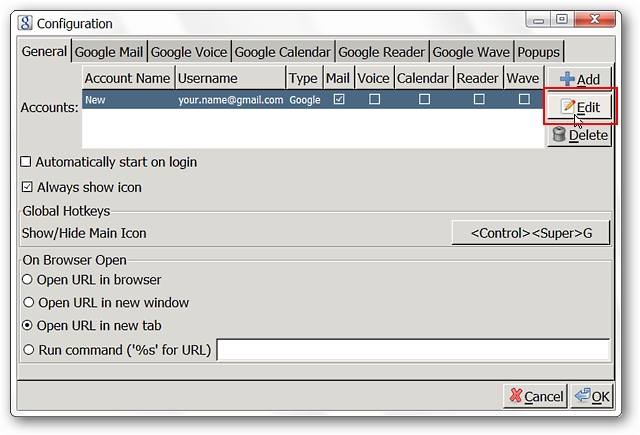 Configuration
General Google Mail Google Voice Google Calendar Google Reader Google Wave Popups
Account Name Username Type Mail Voice Calendar Reader Wave
Add
Accounts:
New your.name@gmail.com Google
Edit
Delete
Automatically start on login
Always show icon
Global Hotkeys
Show/Hide Main Icon <Control><Super>G
On Browser Open
Open URL in browser
Open URL in new window
Open URL in new tab
Run command ('%s' for URL)
Cancel OK